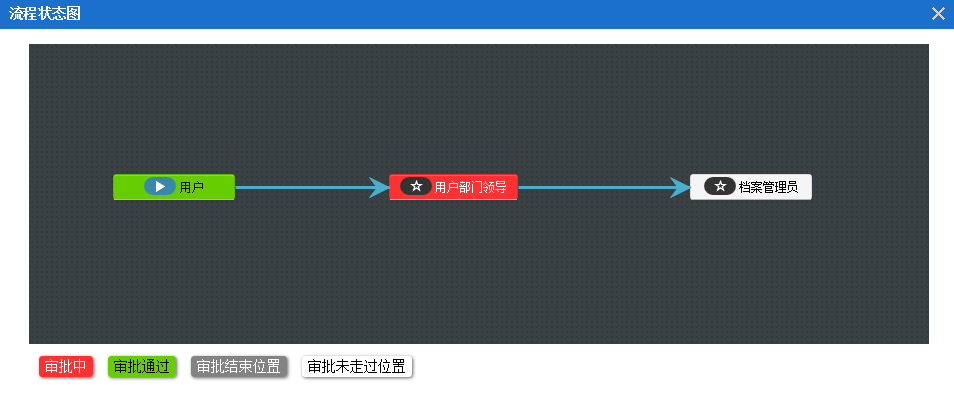 流程状态图
用户
用户部门领导
档案管理员
审批中
审批通过
审批结束位置
审批未走过位置